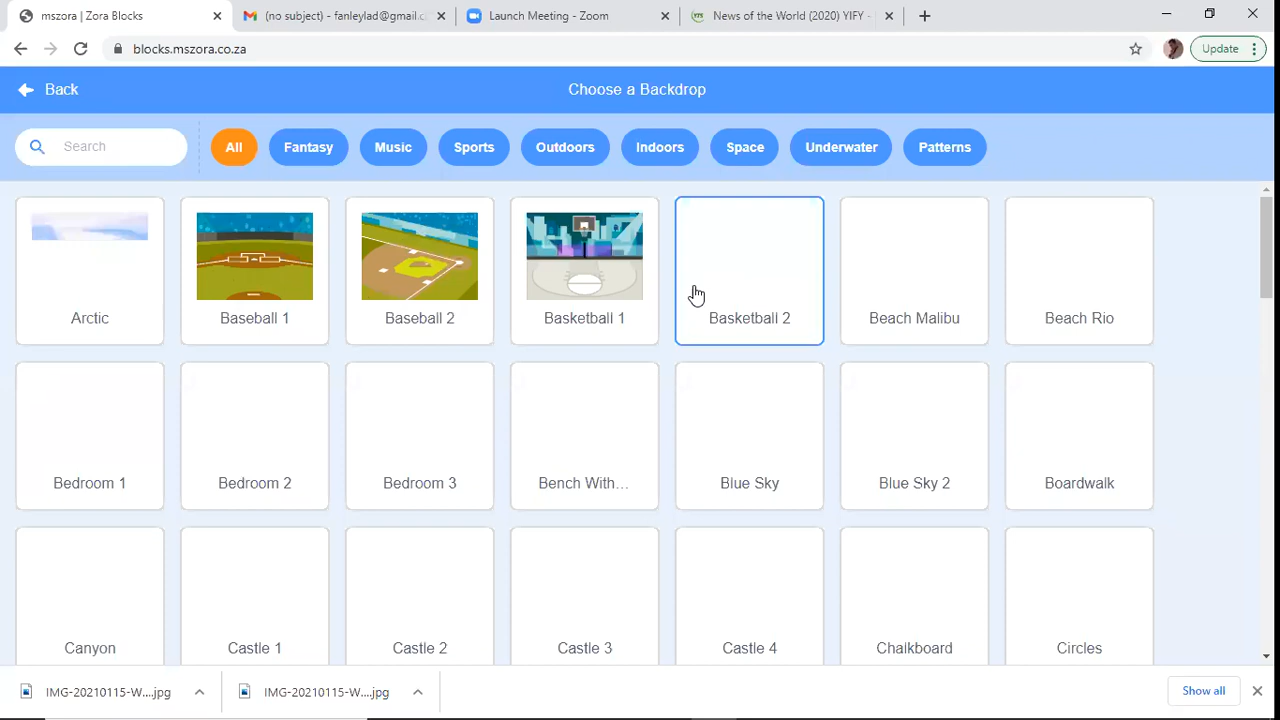 mszora | Zora Blocks
(no subject) - fanleylad@gmail.c
Launch Meeting - Zoom
News of the World (2020) YIFY -
blocks.mszora.co.za
Update
Back
Choose a Backdrop
Search
All
Fantasy
Music
Sports
Outdoors
Indoors
Space
Underwater
Patterns
Arctic
Baseball 1
Baseball 2
Basketball 1
Basketball 2
Beach Malibu
Beach Rio
Bedroom 1
Bedroom 2
Bedroom 3
Bench With...
Blue Sky
Blue Sky 2
Boardwalk
Canyon
Castle 1
Castle 2
Castle 3
Castle 4
Chalkboard
Circles
IMG-20210115-W....jpg
IMG-20210115-W....jpg
Show all